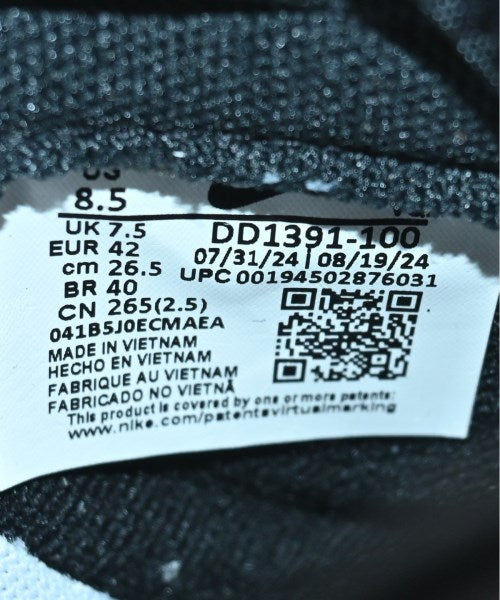 US
8.5
UK 7.5
EUR 42
cm 26.5
BR 40
CN 265(2.5)
041B5J0ECMAEA
MADE IN VIETNAM
HECHO EN VIETNAM
FABRIQUE AU VIETNAM
FABRICADO NO VIETNÃ
DD1391-100
07/31/24 | 08/19/24
UPC 00194502876031
This product is covered by one or more patents:
www.nike.com/patentsvirtualmarking